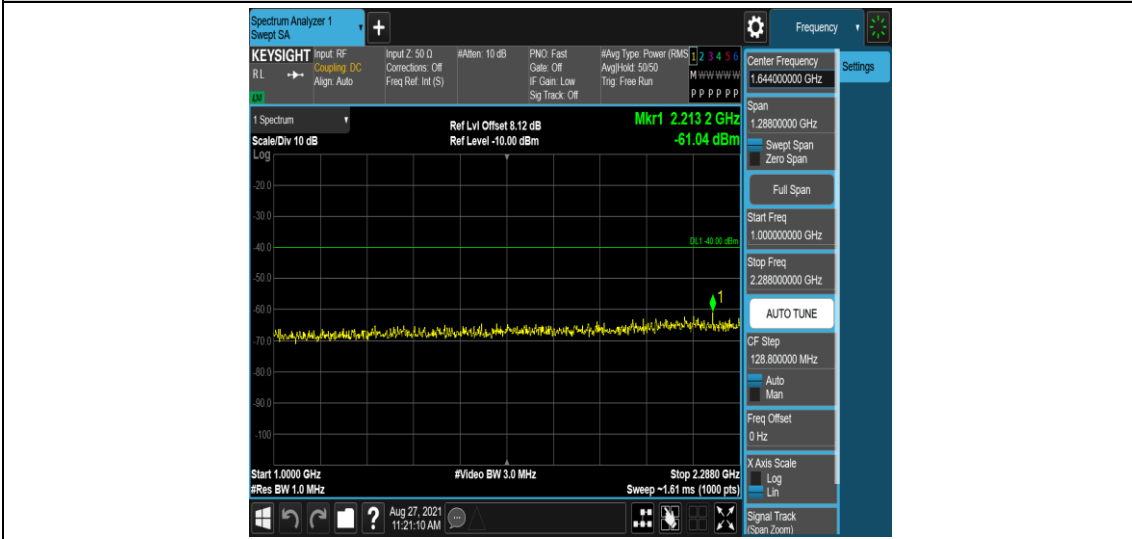 Spectrum Analyzer 1
Swept SA
+
Frequency
KEYSIGHT
RL
LXI
Input: RF
Coupling: DC
Align: Auto
Input Z: 50 Ω
Corrections: Off
Freq Ref: Int (S)
#Atten: 10 dB
PNO: Fast
Gate: Off
IF Gain: Low
Sig Track: Off
#Avg Type: Power (RMS
Avg|Hold: 50/50
Trig: Free Run
1 2 3 4 5 6
M W W W W W
P P P P P P
1 Spectrum
Scale/Div 10 dB
Ref Lvl Offset 8.12 dB
Ref Level -10.00 dBm
Mkr1 2.213 2 GHz
-61.04 dBm
Log
-20.0
-30.0
-40.0
-50.0
-60.0
-70.0
-80.0
-90.0
-100
DL1 -40.00 dBm
1
Start 1.0000 GHz
#Res BW 1.0 MHz
#Video BW 3.0 MHz
Stop 2.2880 GHz
Sweep ~1.61 ms (1000 pts)
Aug 27, 2021
11:21:10 AM
Center Frequency
1.644000000 GHz
Settings
Span
1.28800000 GHz
Swept Span
Zero Span
Full Span
Start Freq
1.000000000 GHz
Stop Freq
2.288000000 GHz
AUTO TUNE
CF Step
128.800000 MHz
Auto
Man
Freq Offset
0 Hz
X Axis Scale
Log
Lin
Signal Track
(Span Zoom)